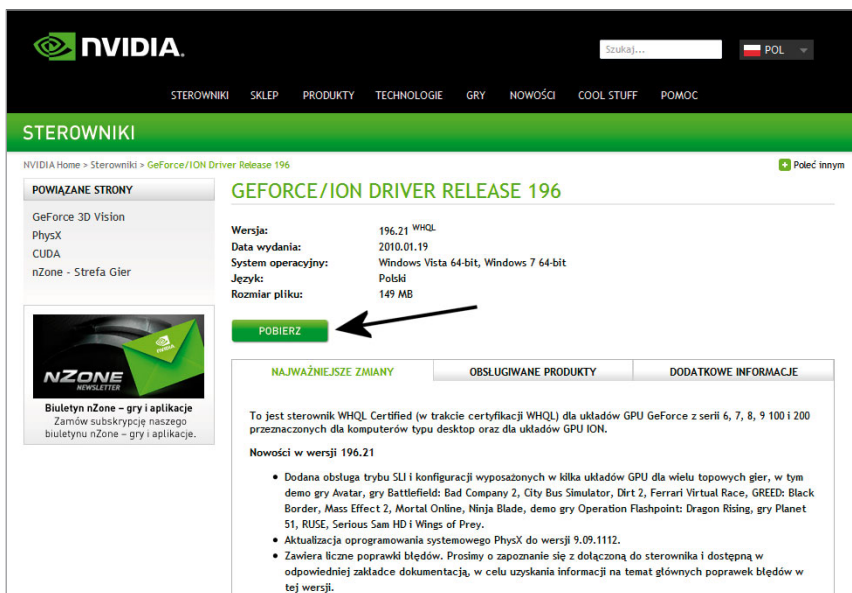 NVIDIA.
Szukaj...
POL
STEROWNIKI SKLEP PRODUKTY TECHNOLOGIE GRY NOWOŚCI COOL STUFF POMOC
STEROWNIKI
NVIDIA Home > Sterowniki > GeForce/ION Driver Release 196
Poleć innym
POWIĄZANE STRONY
GeForce 3D Vision
PhysX
CUDA
nZone - Strefa Gier
NVIDIA
NZONE
NEWSLETTER
Biuletyn nZone – gry i aplikacje
Zamów subskrypcję naszego
biuletynu nZone – gry i aplikacje.
GEFORCE/ION DRIVER RELEASE 196
Wersja: 196.21 WHQL
Data wydania: 2010.01.19
System operacyjny: Windows Vista 64-bit, Windows 7 64-bit
Język: Polski
Rozmiar pliku: 149 MB
POBIERZ
NAJWAŻNIEJSZE ZMIANY OBSŁUGIWANE PRODUKTY DODATKOWE INFORMACJE
To jest sterownik WHQL Certified (w trakcie certyfikacji WHQL) dla układów GPU GeForce z serii 6, 7, 8, 9 100 i 200
przeznaczonych dla komputerów typu desktop oraz dla układów GPU ION.
Nowości w wersji 196.21
• Dodana obsługa trybu SLI i konfiguracji wyposażonych w kilka układów GPU dla wielu topowych gier, w tym
demo gry Avatar, gry Battlefield: Bad Company 2, City Bus Simulator, Dirt 2, Ferrari Virtual Race, GREED: Black
Border, Mass Effect 2, Mortal Online, Ninja Blade, demo gry Operation Flashpoint: Dragon Rising, gry Planet
51, RUSE, Serious Sam HD i Wings of Prey.
• Aktualizacja oprogramowania systemowego PhysX do wersji 9.09.1112.
• Zawiera liczne poprawki błędów. Prosimy o zapoznanie się z dołączoną do sterownika i dostępną w
odpowiedniej zakładce dokumentacją, w celu uzyskania informacji na temat głównych poprawek błędów w
tej wersji.